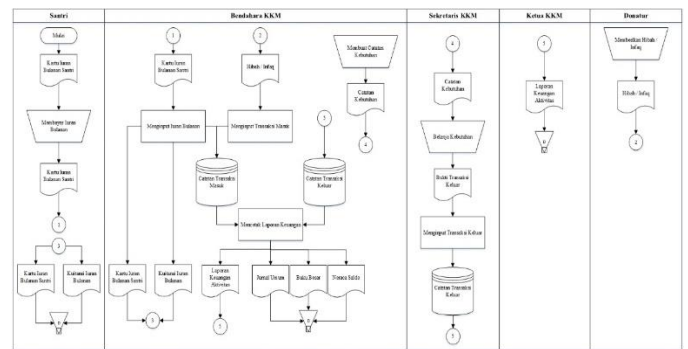 Santri
Bendahara KKM
Sekretaris KKM
Ketua KKM
Donatur
Mulai
Kartu Iuran
Bulanan Santri
Membayar Iuran
Bulanan
Kartu Iuran
Bulanan Santri
1
3
Kartu Iuran
Bulanan Santri
Kuitansi Iuran
Bulanan
1
Kartu Iuran
Bulanan Santri
Menginput Iuran Bulanan
2
Hibah / Infaq
Menginput Transaksi Masuk
Membuat Catatan
Kebutuhan
Catatan
Kebutuhan
4
Catatan Transaksi
Masuk
Catatan Transaksi
Keluar
Mencetak Laporan Keuangan
Kartu Iuran
Bulanan Santri
Kuitansi Iuran
Bulanan
3
Laporan
Keuangan
Aktivitas
Jurnal Umum
Buku Besar
Neraca Saldo
4
Catatan
Kebutuhan
Belanja Kebutuhan
Bukti Transaksi
Keluar
Menginput Transaksi Keluar
Catatan Transaksi
Keluar
5
Laporan
Keuangan
Aktivitas
Memberikan Hibah /
Infaq
Hibah / Infaq
2